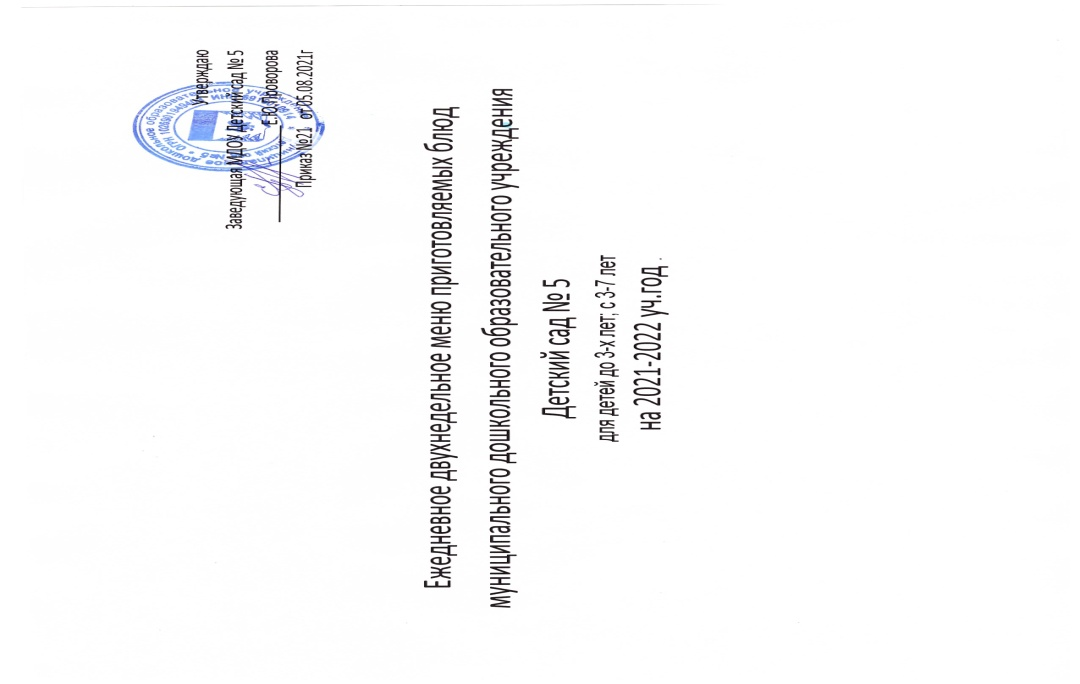 Утверждаю
Заведующая МДОУ Детский сад № 5
Е.Ю.Проворова
Приказ №21 от 05.08.2021г
Ежедневное двухнедельное меню приготовляемых блюд
муниципального дошкольного образовательного учреждения
Детский сад № 5
для детей до 3-х лет; с 3-7 лет
на 2021-2022 уч.год .